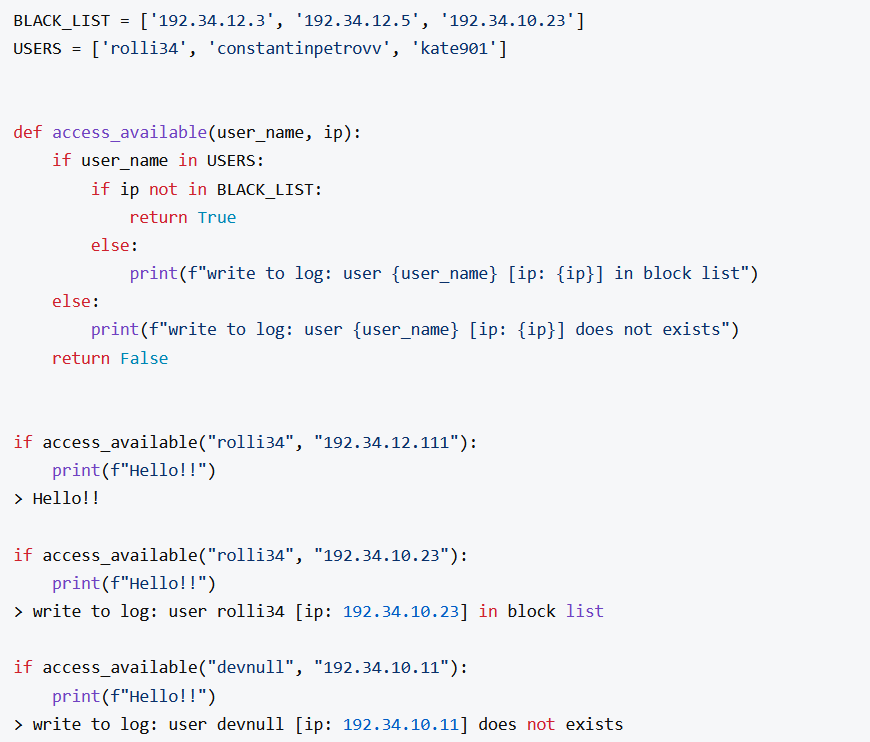 BLACK_LIST = ['192.34.12.3', '192.34.12.5', '192.34.10.23']
USERS = ['rolli34', 'constantinpetrovv', 'kate901']
def access_available(user_name, ip):
    if user_name in USERS:
        if ip not in BLACK_LIST:
            return True
        else:
            print(f"write to log: user {user_name} [ip: {ip}] in block list")
    else:
        print(f"write to log: user {user_name} [ip: {ip}] does not exists")
    return False
if access_available("rolli34", "192.34.12.111"):
    print(f"Hello!!")
> Hello!!
if access_available("rolli34", "192.34.10.23"):
    print(f"Hello!!")
> write to log: user rolli34 [ip: 192.34.10.23] in block list
if access_available("devnull", "192.34.10.11"):
    print(f"Hello!!")
> write to log: user devnull [ip: 192.34.10.11] does not exists